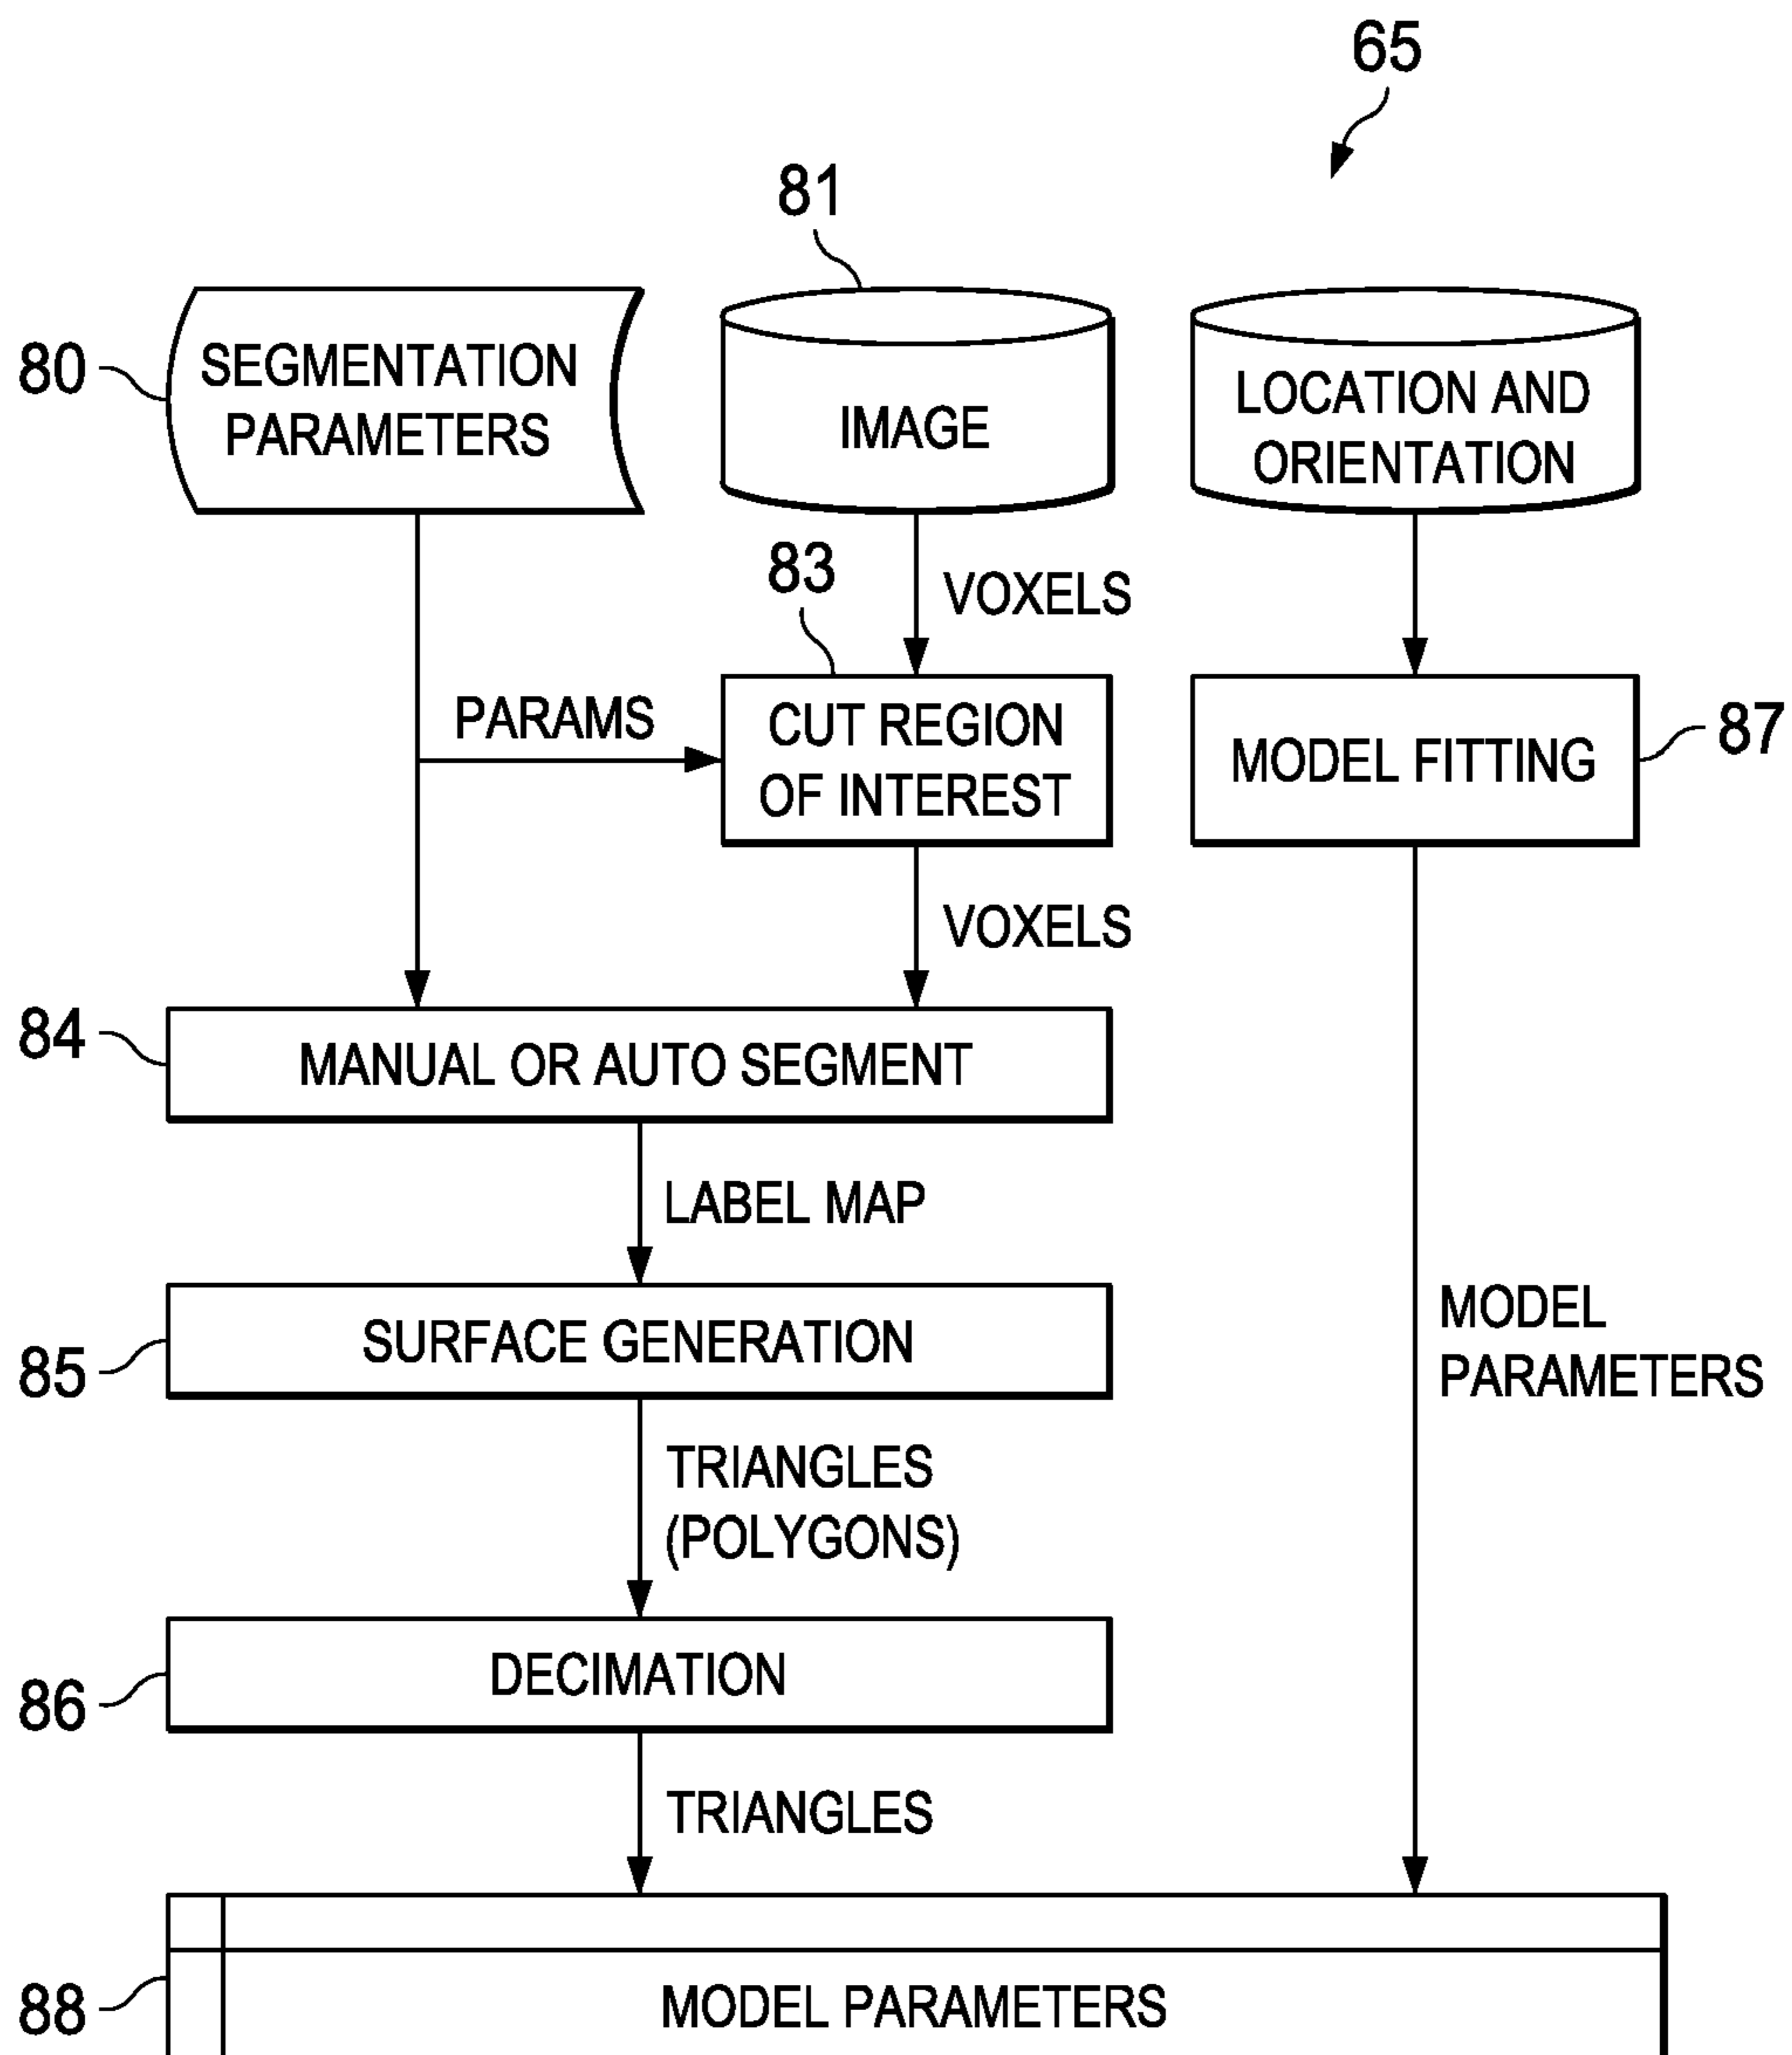 65
81
80
SEGMENTATION
PARAMETERS
IMAGE
LOCATION AND
ORIENTATION
83
VOXELS
PARAMS
CUT REGION
OF INTEREST
MODEL FITTING
87
VOXELS
84
MANUAL OR AUTO SEGMENT
LABEL MAP
85
SURFACE GENERATION
MODEL
PARAMETERS
TRIANGLES
(POLYGONS)
86
DECIMATION
TRIANGLES
88
MODEL PARAMETERS